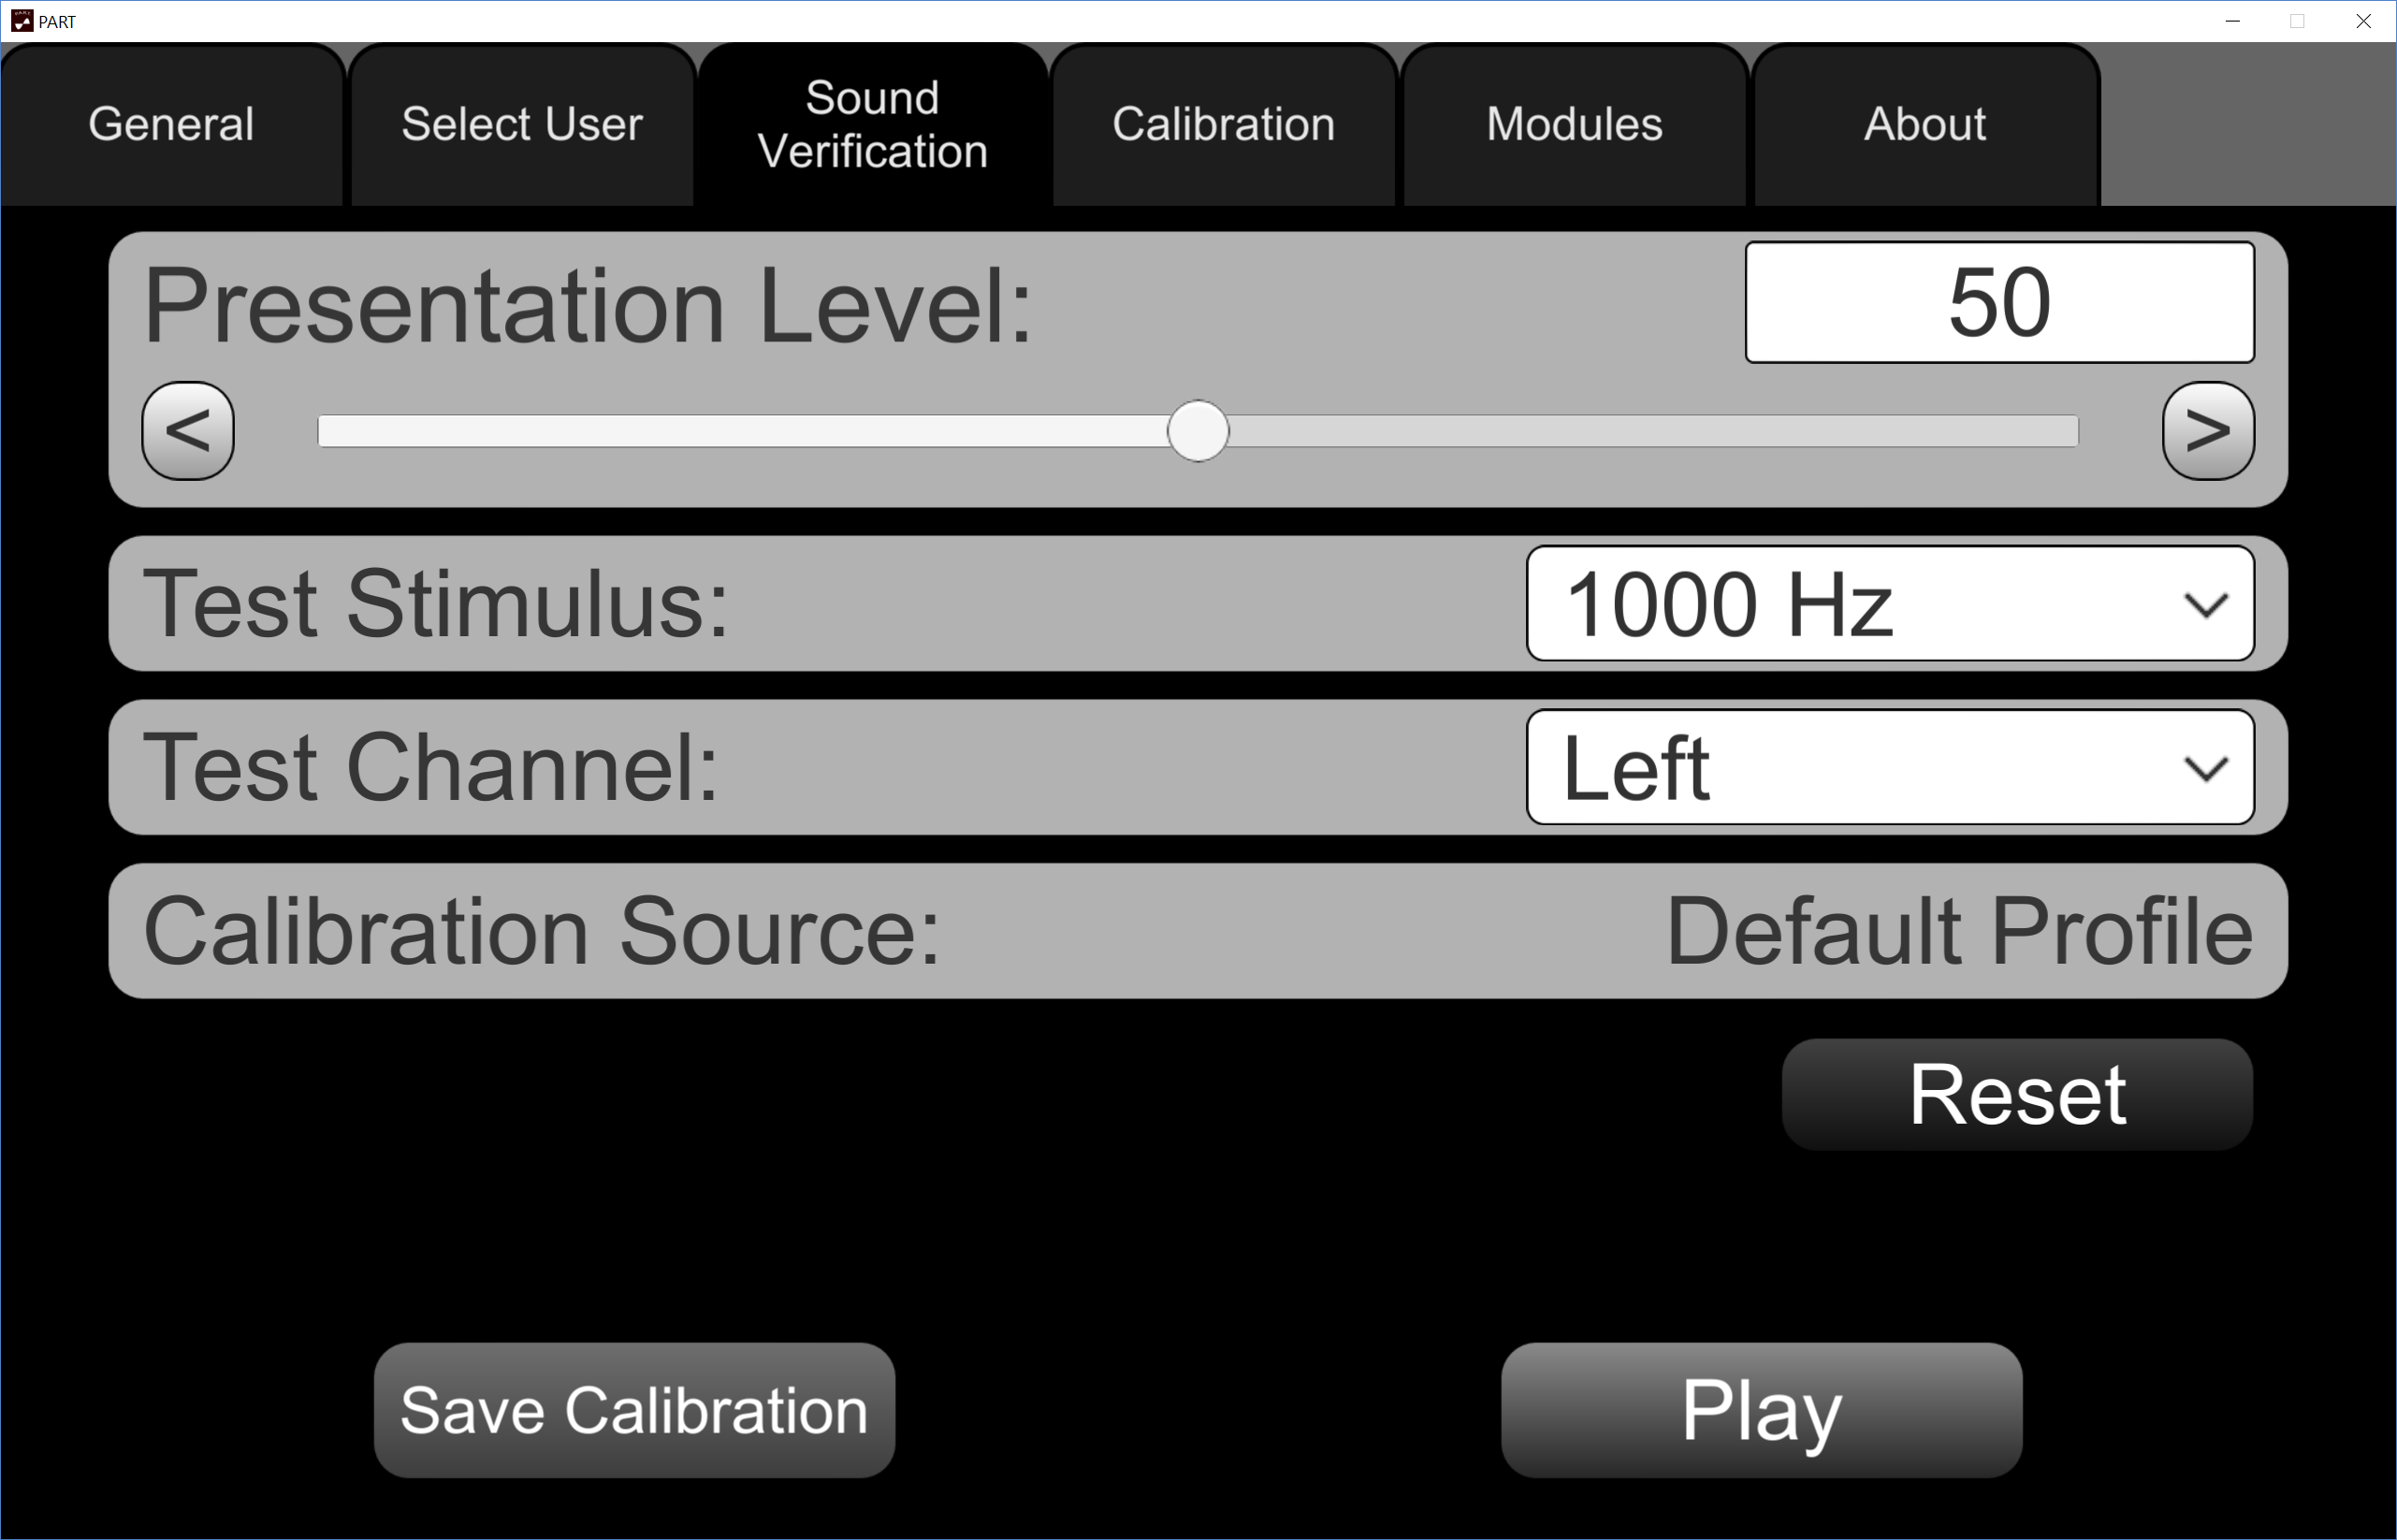 PART
General
Select User
Sound
Verification
Calibration
Modules
About
Presentation Level:
50
<
>
Test Stimulus:
1000 Hz
Test Channel:
Left
Calibration Source:
Default Profile
Reset
Save Calibration
Play